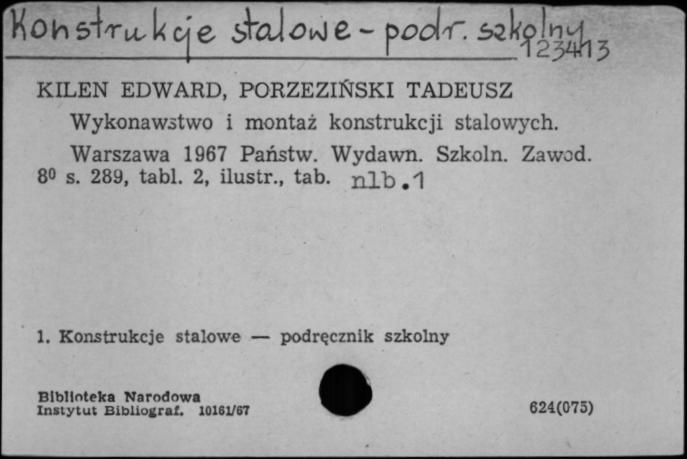 Konstrukcje stalowe - podr. szkolny
123413
KILEN EDWARD, PORZEZIŃSKI TADEUSZ
Wykonawstwo i montaż konstrukcji stalowych.
Warszawa 1967 Państw. Wydawn. Szkoln. Zawod.
8⁰ s. 289, tabl. 2, ilustr., tab. nlb.1
1. Konstrukcje stalowe — podręcznik szkolny
Biblioteka Narodowa
Instytut Bibliograf. 10161/67
624(075)